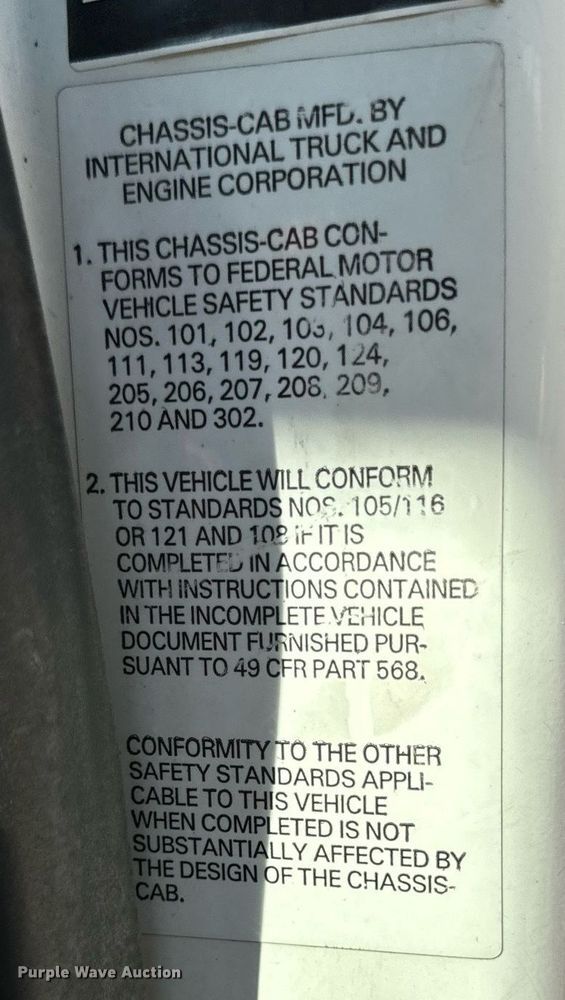 CHASSIS-CAB MFD. BY
INTERNATIONAL TRUCK AND
ENGINE CORPORATION
1. THIS CHASSIS-CAB CON-
FORMS TO FEDERAL MOTOR
VEHICLE SAFETY STANDARDS
NOS. 101, 102, 103, 104, 106,
111, 113, 119, 120, 124,
205, 206, 207, 208, 209,
210 AND 302.
2. THIS VEHICLE WILL CONFORM
TO STANDARDS NOS. 105/116
OR 121 AND 108 IF IT IS
COMPLETED IN ACCORDANCE
WITH INSTRUCTIONS CONTAINED
IN THE INCOMPLETE VEHICLE
DOCUMENT FURNISHED PUR-
SUANT TO 49 CFR PART 568.
CONFORMITY TO THE OTHER
SAFETY STANDARDS APPLI-
CABLE TO THIS VEHICLE
WHEN COMPLETED IS NOT
SUBSTANTIALLY AFFECTED BY
THE DESIGN OF THE CHASSIS-
CAB.
Purple Wave Auction